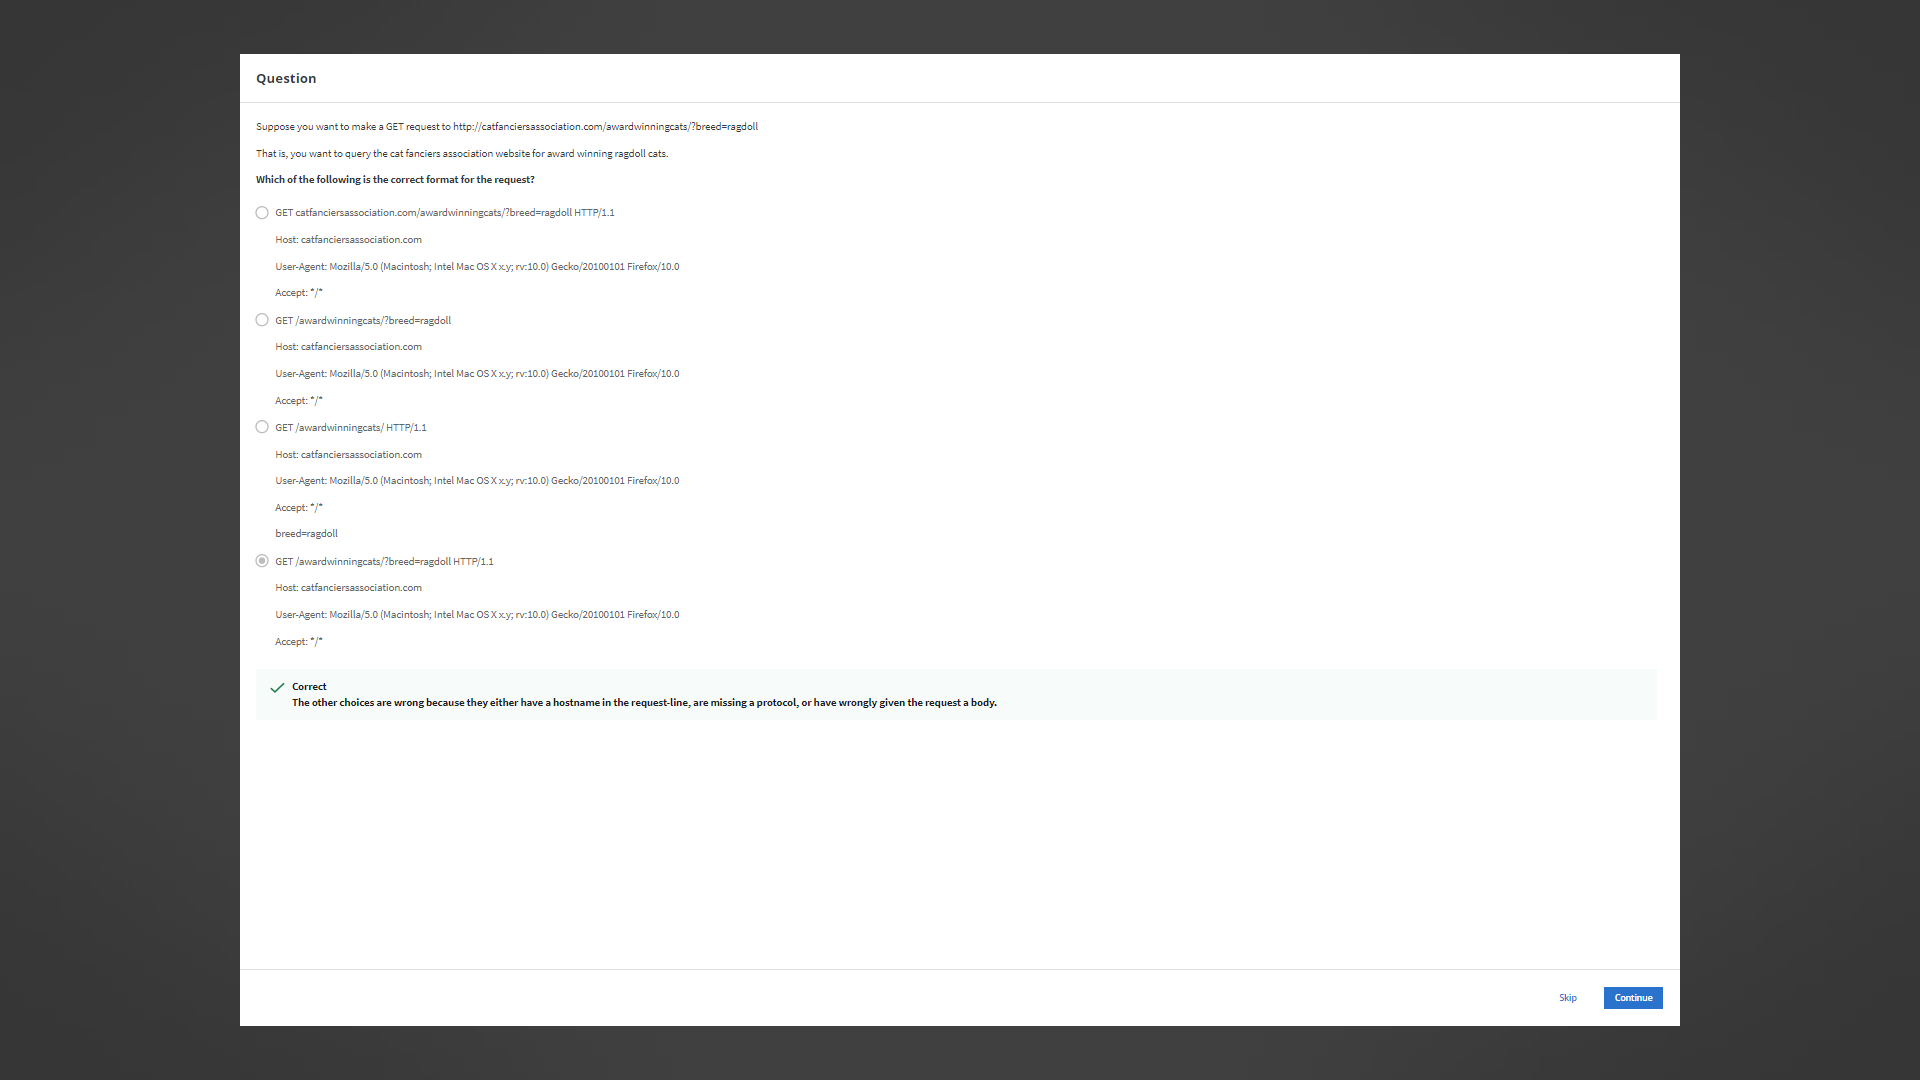 Question
Suppose you want to make a GET request to http://catfanciersassociation.com/awardwinningcats/?breed=ragdoll
That is, you want to query the cat fanciers association website for award winning ragdoll cats.
Which of the following is the correct format for the request?
GET catfanciersassociation.com/awardwinningcats/?breed=ragdoll HTTP/1.1
Host: catfanciersassociation.com
User-Agent: Mozilla/5.0 (Macintosh; Intel Mac OS X x.y; rv:10.0) Gecko/20100101 Firefox/10.0
Accept: */*
GET /awardwinningcats/?breed=ragdoll
Host: catfanciersassociation.com
User-Agent: Mozilla/5.0 (Macintosh; Intel Mac OS X x.y; rv:10.0) Gecko/20100101 Firefox/10.0
Accept: */*
GET /awardwinningcats/ HTTP/1.1
Host: catfanciersassociation.com
User-Agent: Mozilla/5.0 (Macintosh; Intel Mac OS X x.y; rv:10.0) Gecko/20100101 Firefox/10.0
Accept: */*
breed=ragdoll
GET /awardwinningcats/?breed=ragdoll HTTP/1.1
Host: catfanciersassociation.com
User-Agent: Mozilla/5.0 (Macintosh; Intel Mac OS X x.y; rv:10.0) Gecko/20100101 Firefox/10.0
Accept: */*
Correct
The other choices are wrong because they either have a hostname in the request-line, are missing a protocol, or have wrongly given the request a body.
Skip
Continue